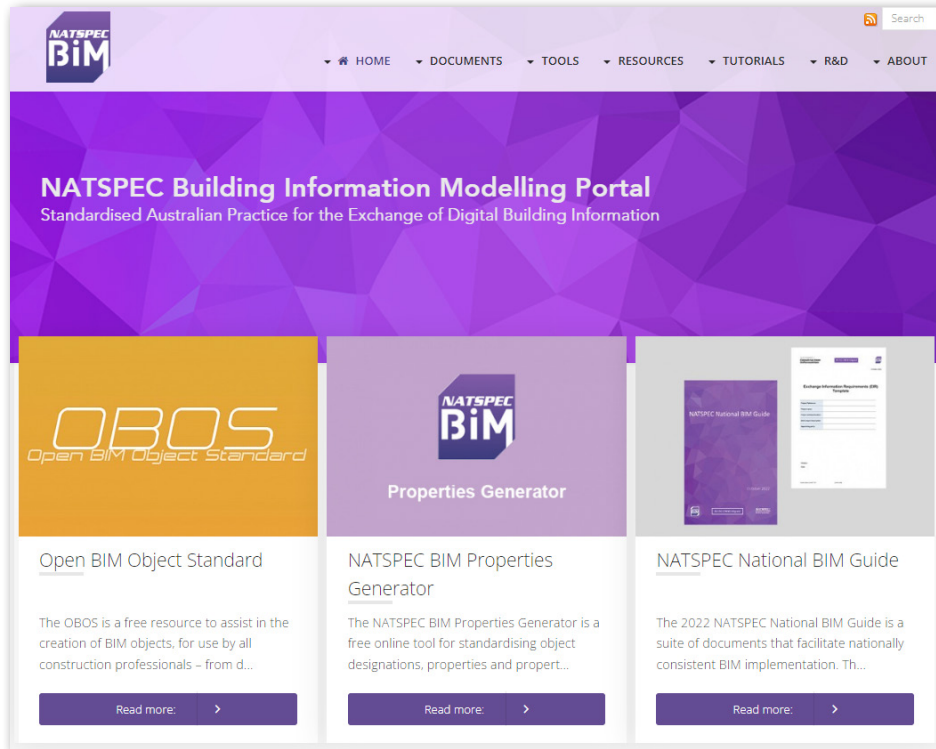 NATSPEC
BiM
Search
HOME DOCUMENTS TOOLS RESOURCES TUTORIALS R&D ABOUT
NATSPEC Building Information Modelling Portal
Standardised Australian Practice for the Exchange of Digital Building Information
OBOS
Open BIM Object Standard
NATSPEC
BiM
Properties Generator
NATSPEC National BIM Guide
Exchange Information Requirements (EIR)
Template
Open BIM Object Standard
The OBOS is a free resource to assist in the
creation of BIM objects, for use by all
construction professionals – from d...
Read more:
NATSPEC BIM Properties
Generator
The NATSPEC BIM Properties Generator is a
free online tool for standardising object
designations, properties and propert...
Read more:
NATSPEC National BIM Guide
The 2022 NATSPEC National BIM Guide is a
suite of documents that facilitate nationally
consistent BIM implementation. Th...
Read more: